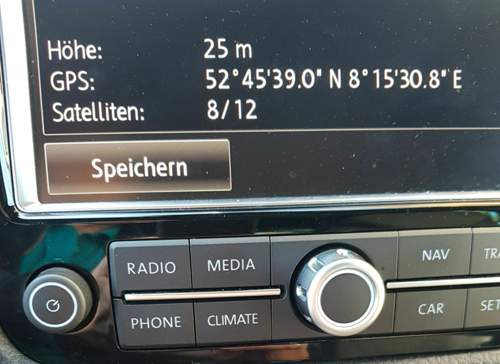 Höhe: 25 m
GPS: 52°45'39.0" N 8°15'30.8" E
Satelliten: 8/12
Speichern
RADIO MEDIA NAV
PHONE CLIMATE CAR